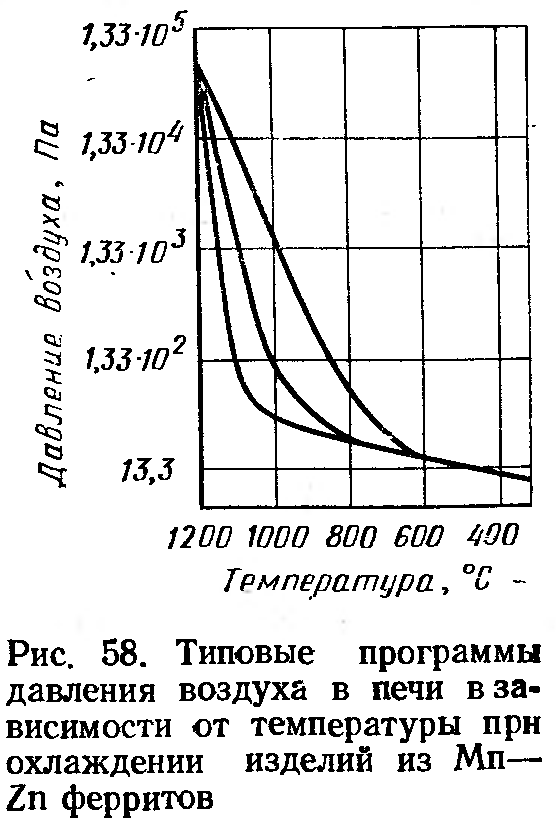 1,33·10⁵
1,33·10⁴
1,33·10³
1,33·10²
13,3
Давление воздуха, Па
1200 1000 800 600 400
Температура, °С
Рис. 58. Типовые программы
давления воздуха в печи в за-
висимости от температуры при
охлаждении изделий из Mn—
Zn ферритов